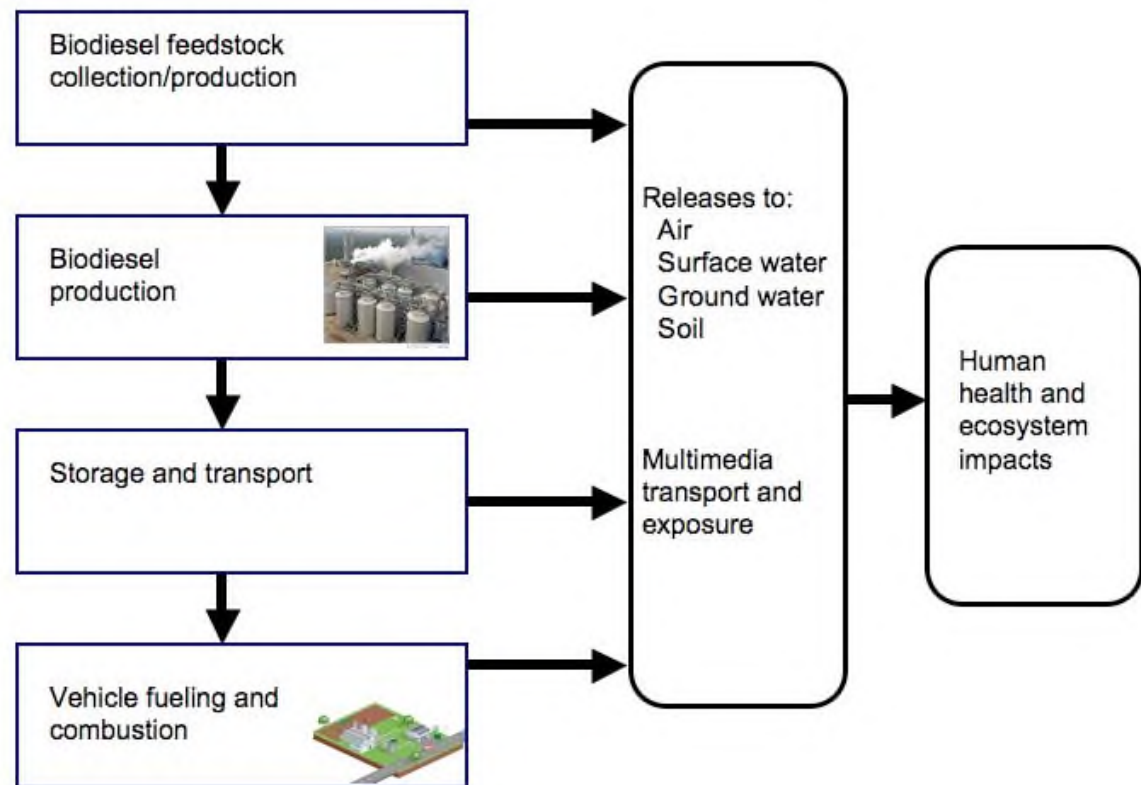 Biodiesel feedstock
collection/production
Biodiesel
production
Storage and transport
Vehicle fueling and
combustion
Releases to:
Air
Surface water
Ground water
Soil
Multimedia
transport and
exposure
Human
health and
ecosystem
impacts